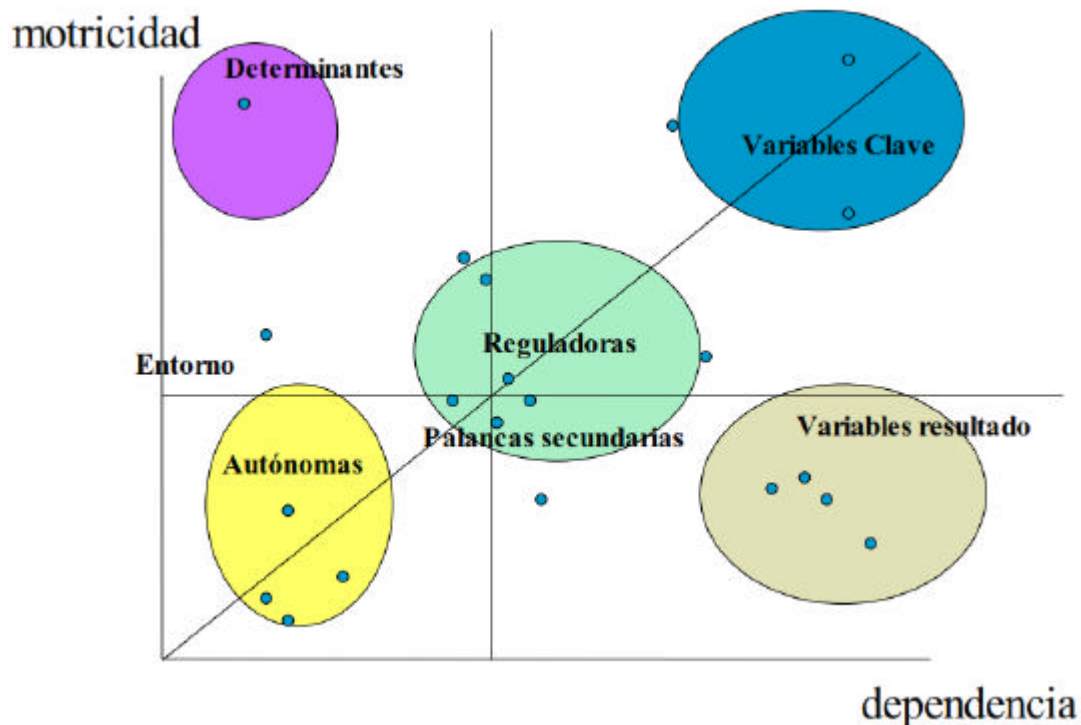 motricidad
Determinantes
Variables Clave
Reguladoras
Entorno
Palancas secundarias
Variables resultado
Autónomas
dependencia